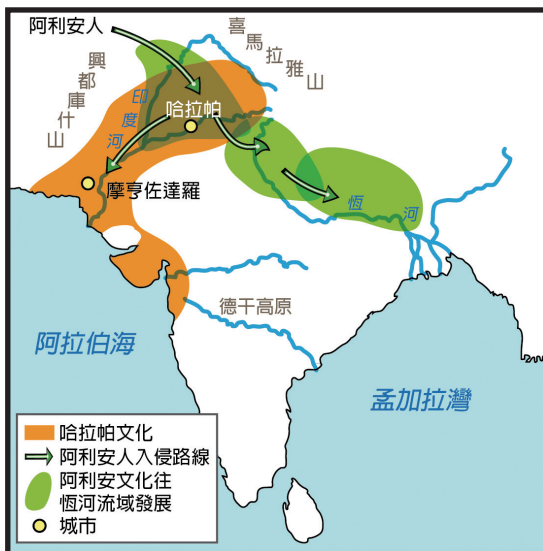 阿利安人
喜馬拉雅山
興都庫什山
印度河
哈拉帕
摩亨佐達羅
恆河
德干高原
阿拉伯海
孟加拉灣
哈拉帕文化
阿利安人入侵路線
阿利安文化往
恆河流域發展
城市